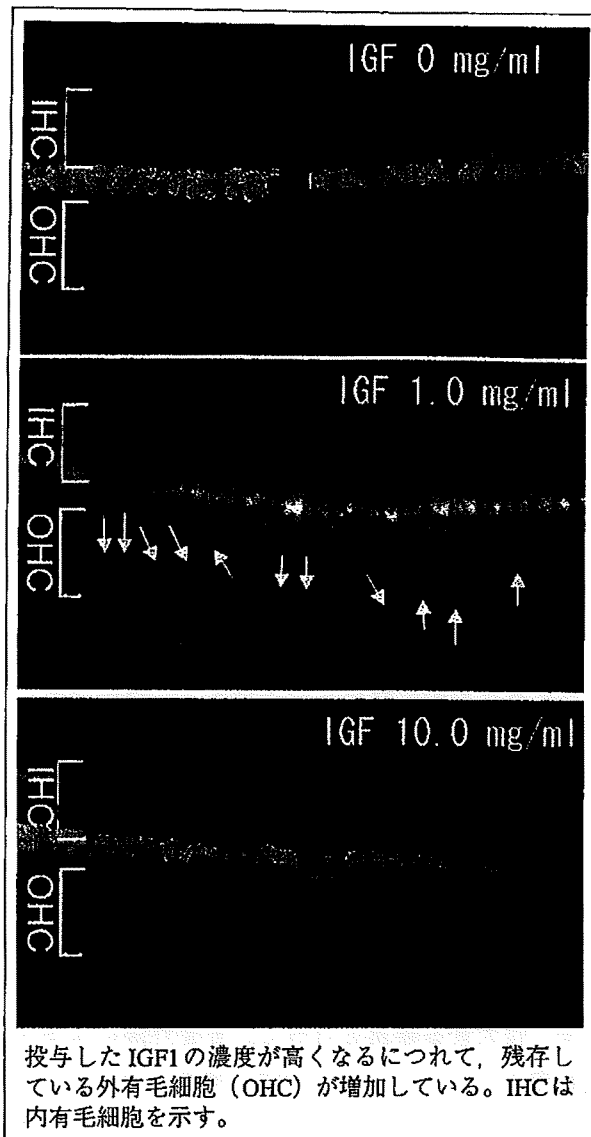 IGF 0 mg/ml
IHC
OHC
IGF 1.0 mg/ml
IHC
OHC
IGF 10.0 mg/ml
IHC
OHC
投与したIGF1の濃度が高くなるにつれて，残存し
ている外有毛細胞（OHC）が増加している。IHCは
内有毛細胞を示す。